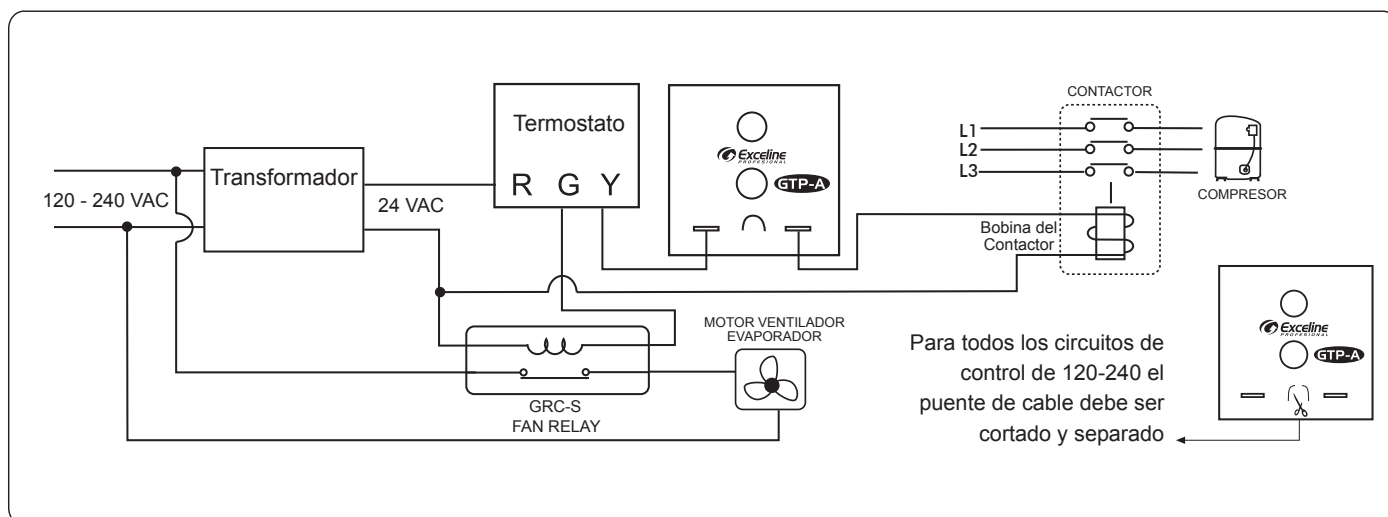 120 - 240 VAC
Transformador
24 VAC
Termostato
R G Y
Exceline
PROFESIONAL
GTP-A
CONTACTOR
L1
L2
L3
COMPRESOR
Bobina del
Contactor
GRC-S
FAN RELAY
MOTOR VENTILADOR
EVAPORADOR
Para todos los circuitos de
control de 120-240 el
puente de cable debe ser
cortado y separado
Exceline
PROFESIONAL
GTP-A